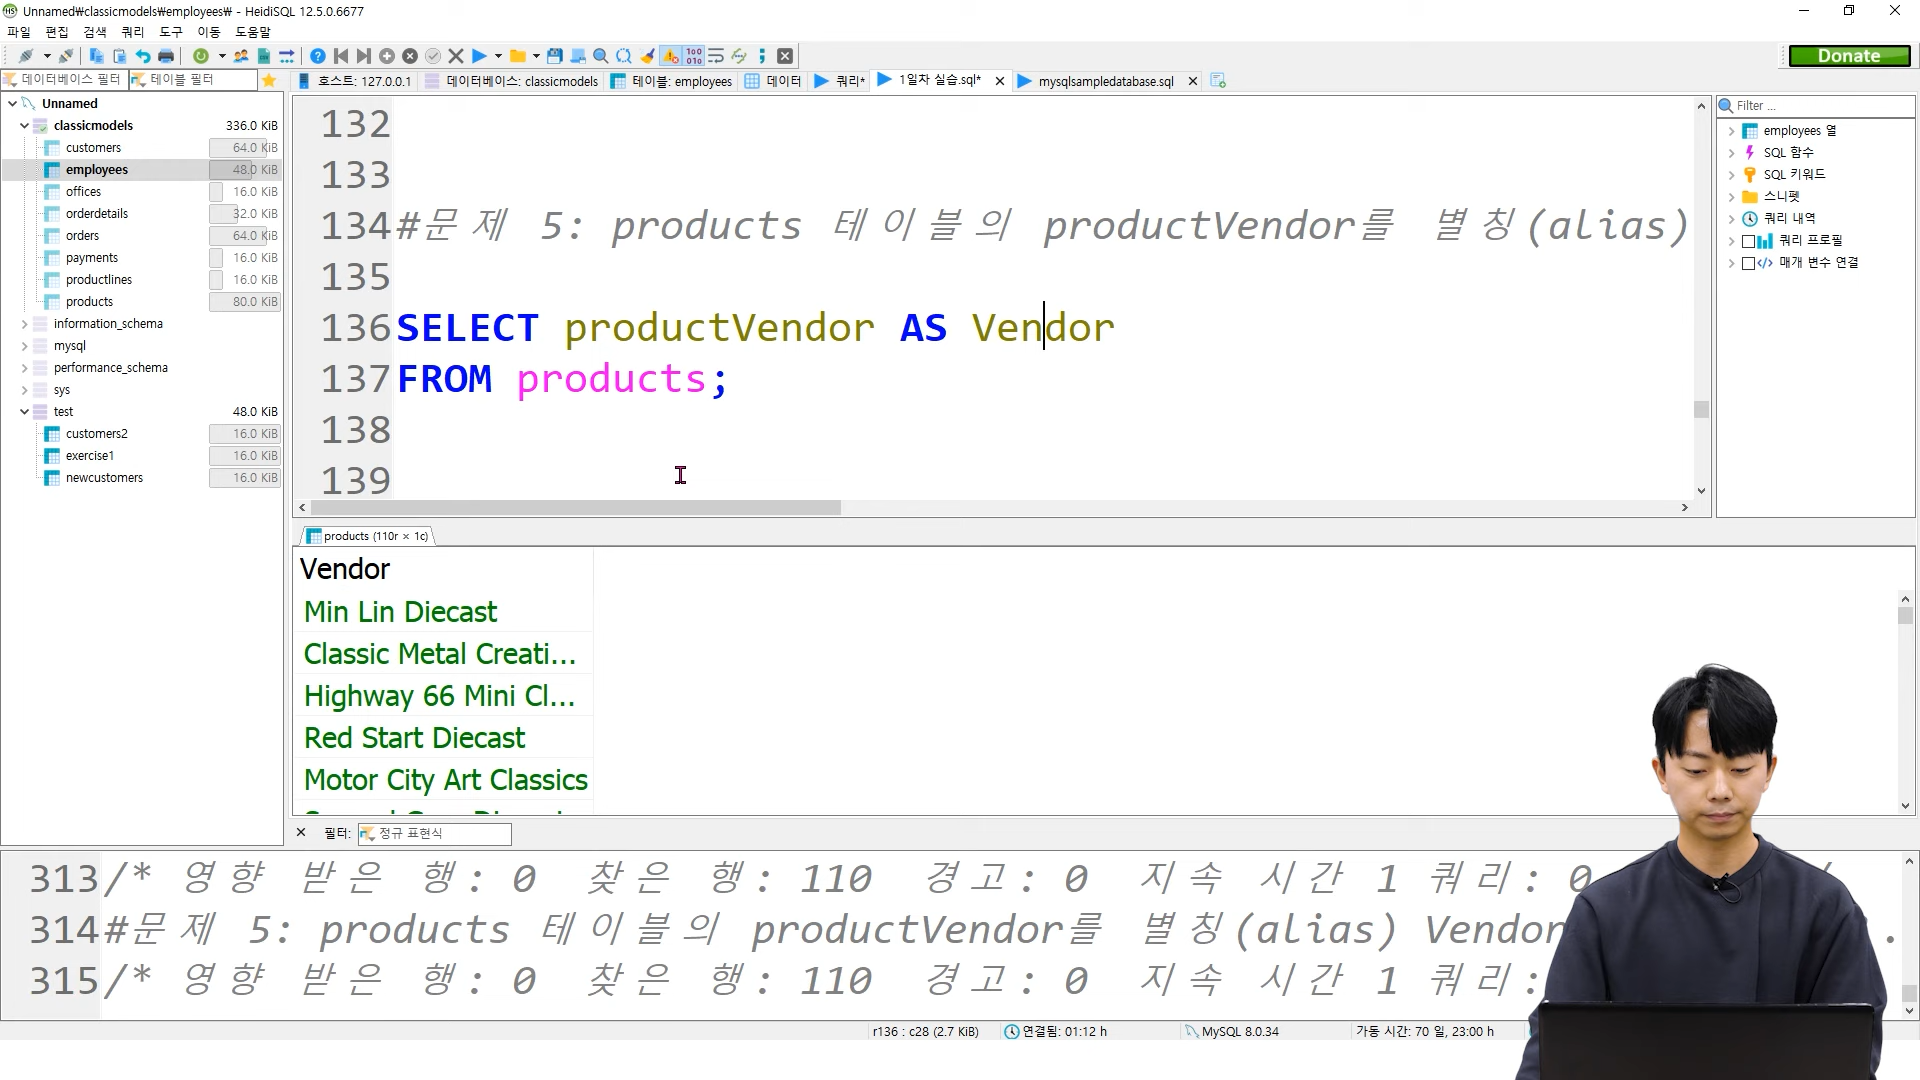 Unnamed₩classicmodels₩employees₩ - HeidiSQL 12.5.0.6677
파일 편집 검색 쿼리 도구 이동 도움말
Donate
데이터베이스 필터 테이블 필터
호스트: 127.0.0.1 데이터베이스: classicmodels 테이블: employees 데이터 쿼리* 1일차 실습.sql* mysqlsampledatabase.sql
Unnamed
classicmodels 336.0 KiB
customers 64.0 KiB
employees 48.0 KiB
offices 16.0 KiB
orderdetails 32.0 KiB
orders 64.0 KiB
payments 16.0 KiB
productlines 16.0 KiB
products 80.0 KiB
information_schema
mysql
performance_schema
sys
test 48.0 KiB
customers2 16.0 KiB
exercise1 16.0 KiB
newcustomers 16.0 KiB
132
133
134 #문제 5: products 테이블의 productVendor를 별칭(alias)
135
136 SELECT productVendor AS Vendor
137 FROM products;
138
139
Filter ...
employees 열
SQL 함수
SQL 키워드
스니펫
쿼리 내역
쿼리 프로필
매개 변수 연결
products (110r × 1c)
Vendor
Min Lin Diecast
Classic Metal Creati...
Highway 66 Mini Cl...
Red Start Diecast
Motor City Art Classics
필터: 정규 표현식
313 /* 영향 받은 행: 0 찾은 행: 110 경고: 0 지속 시간 1 쿼리: 0
314 #문제 5: products 테이블의 productVendor를 별칭(alias) Vendor
315 /* 영향 받은 행: 0 찾은 행: 110 경고: 0 지속 시간 1 쿼리:
r136 : c28 (2.7 KiB) 연결됨: 01:12 h MySQL 8.0.34 가동 시간: 70 일, 23:00 h